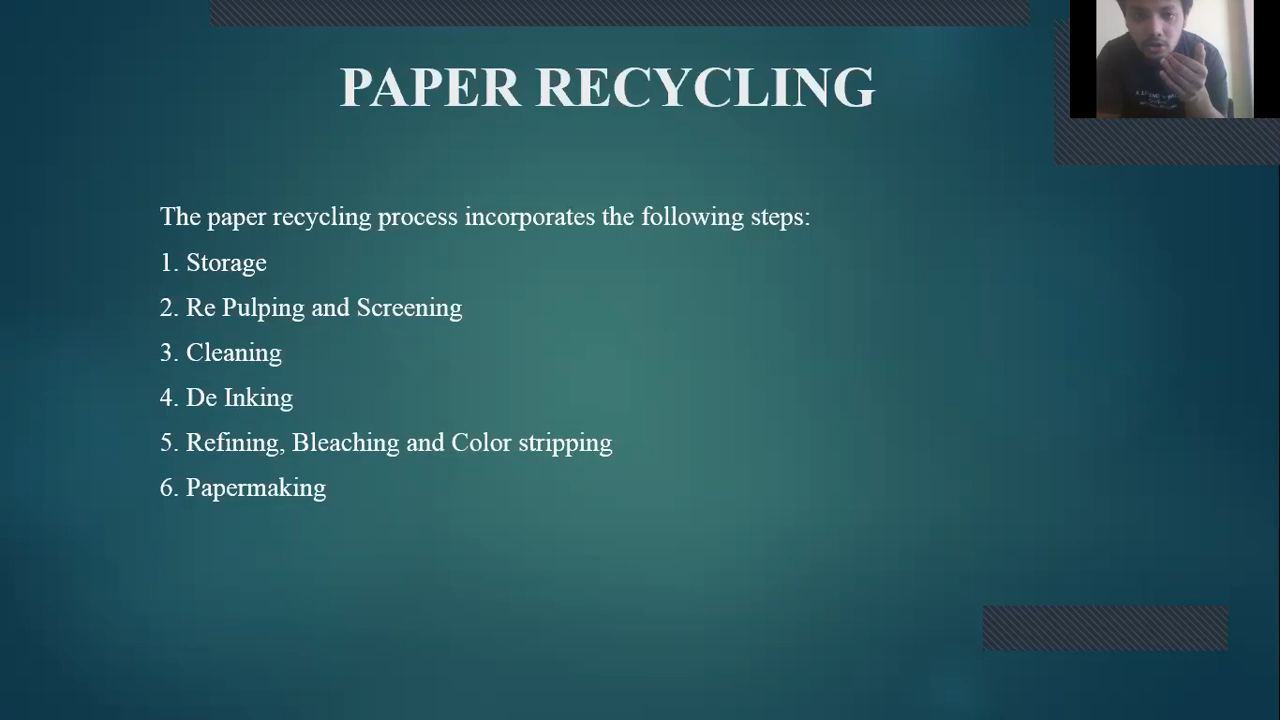 PAPER RECYCLING
The paper recycling process incorporates the following steps:
1. Storage
2. Re Pulping and Screening
3. Cleaning
4. De Inking
5. Refining, Bleaching and Color stripping
6. Papermaking